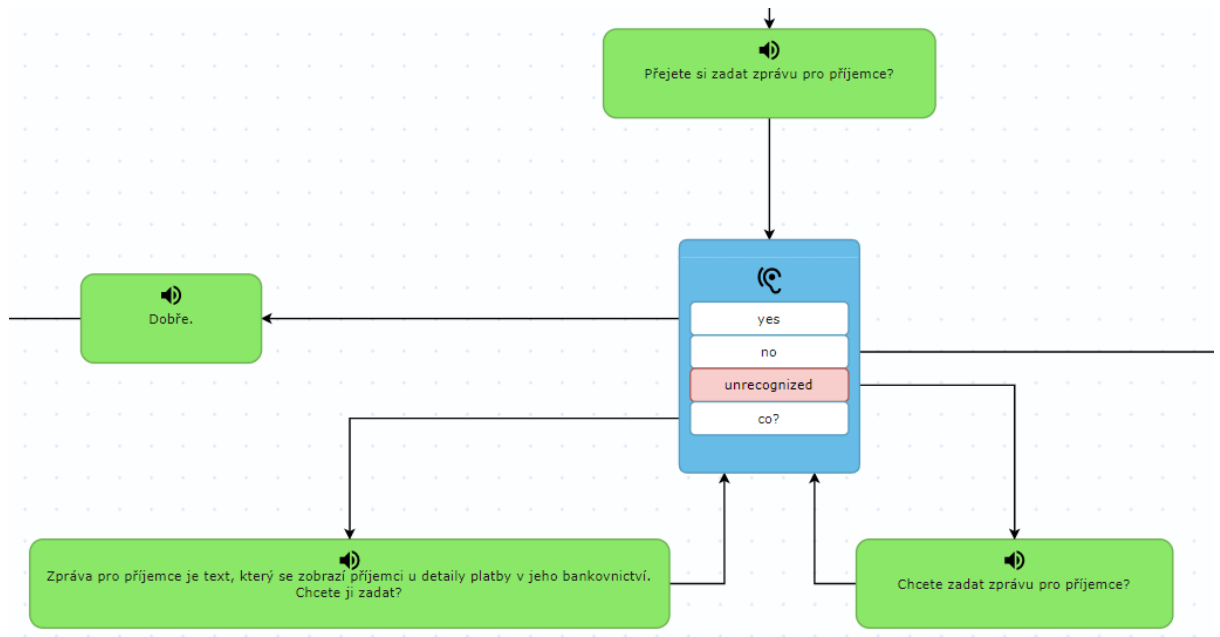 Přejete si zadat zprávu pro příjemce?
Dobře.
yes
no
unrecognized
co?
Zpráva pro příjemce je text, který se zobrazí příjemci u detaily platby v jeho bankovnictví.
Chcete ji zadat?
Chcete zadat zprávu pro příjemce?